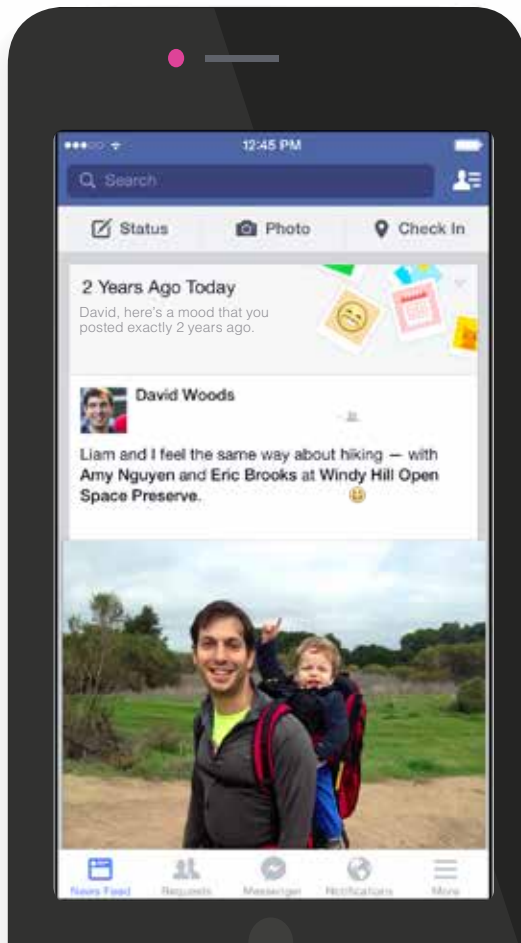 12:45 PM
Search
Status
Photo
Check In
2 Years Ago Today
David, here's a mood that you
posted exactly 2 years ago.
David Woods
Liam and I feel the same way about hiking — with
Amy Nguyen and Eric Brooks at Windy Hill Open
Space Preserve.
News Feed
Requests
Messenger
Notifications
More